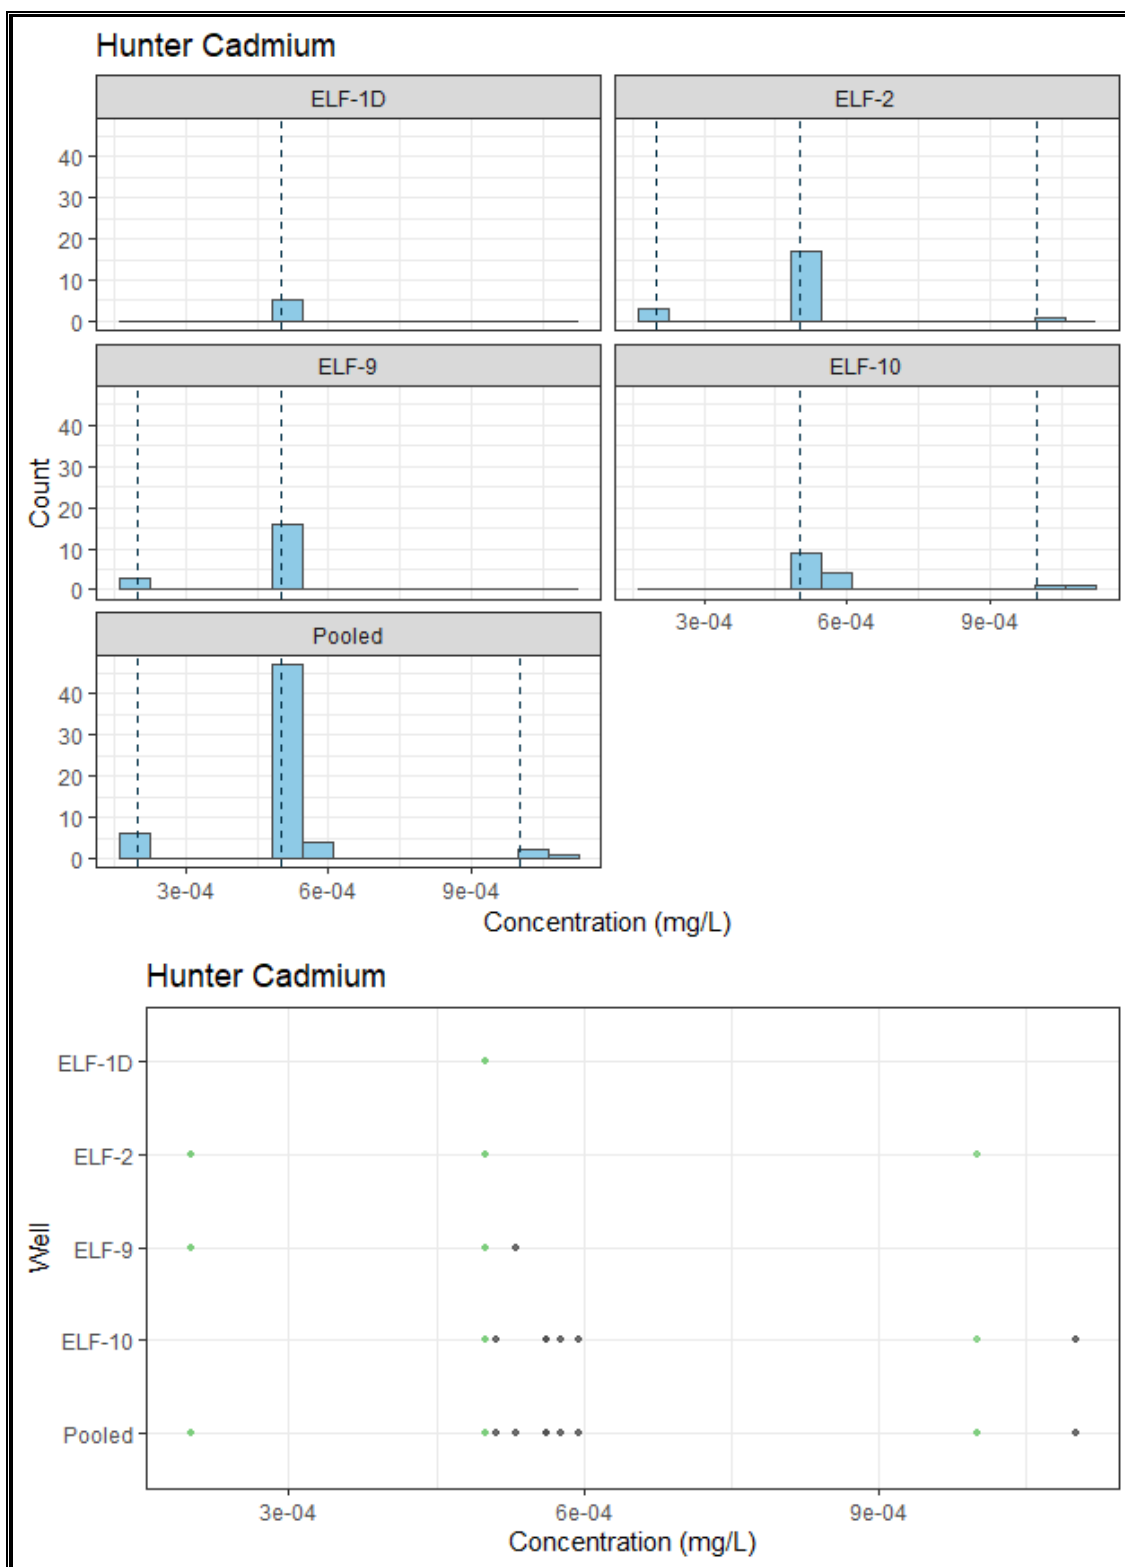 Hunter Cadmium
ELF-1D
ELF-2
40
30
20
10
0
ELF-9
ELF-10
Count
40
30
20
10
0
3e-04 6e-04 9e-04
Pooled
40
30
20
10
0
3e-04 6e-04 9e-04
Concentration (mg/L)
Hunter Cadmium
Well
ELF-1D
ELF-2
ELF-9
ELF-10
Pooled
3e-04 6e-04 9e-04
Concentration (mg/L)